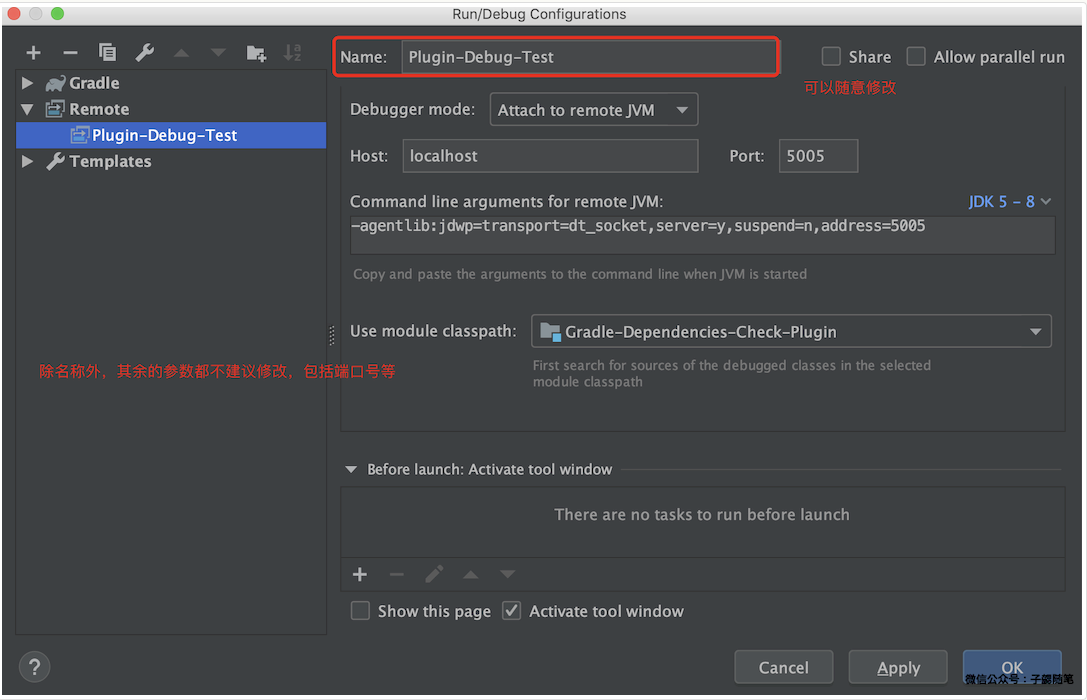 Run/Debug Configurations
Name: Plugin-Debug-Test
Share
Allow parallel run
可以随意修改
Gradle
Remote
Plugin-Debug-Test
Templates
Debugger mode: Attach to remote JVM
Host: localhost
Port: 5005
Command line arguments for remote JVM:
JDK 5 - 8
-agentlib:jdwp=transport=dt_socket,server=y,suspend=n,address=5005
Copy and paste the arguments to the command line when JVM is started
Use module classpath: Gradle-Dependencies-Check-Plugin
First search for sources of the debugged classes in the selected
module classpath
除名称外，其余的参数都不建议修改，包括端口号等
Before launch: Activate tool window
There are no tasks to run before launch
Show this page
Activate tool window
?
Cancel
Apply
OK
微信公众号：子勰随笔